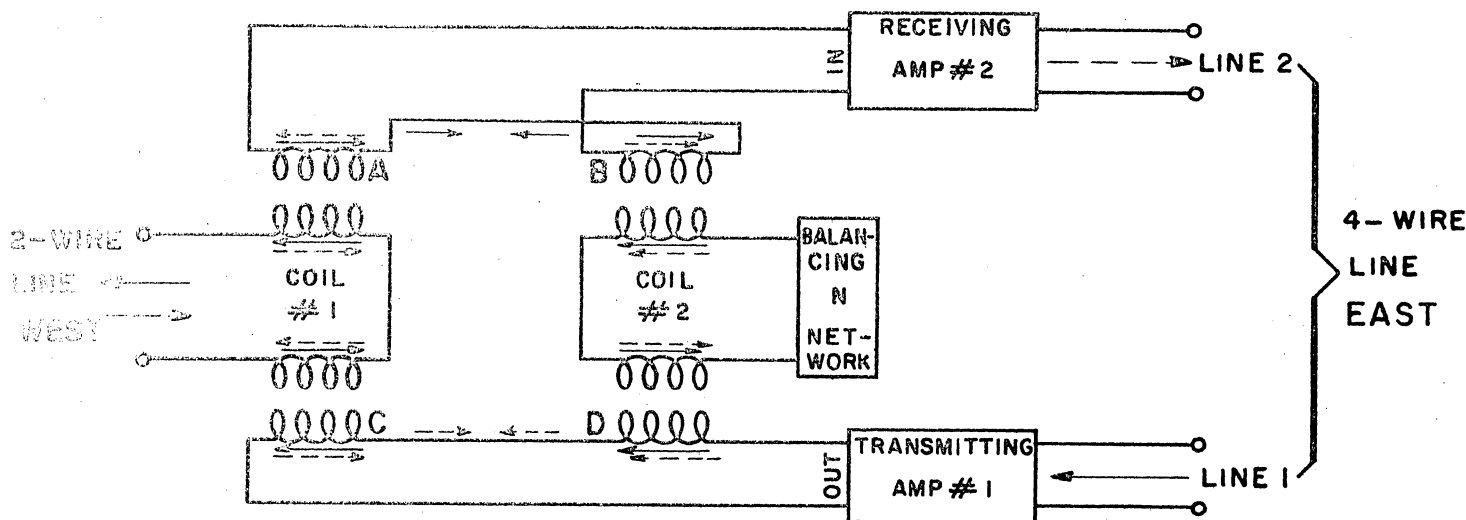 RECEIVING
AMP #2
IN
LINE 2
A
B
2-WIRE
LINE
WEST
COIL
#1
COIL
#2
BALAN-
CING
N
NET-
WORK
4-WIRE
LINE
EAST
C
D
TRANSMITTING
AMP #1
OUT
LINE 1